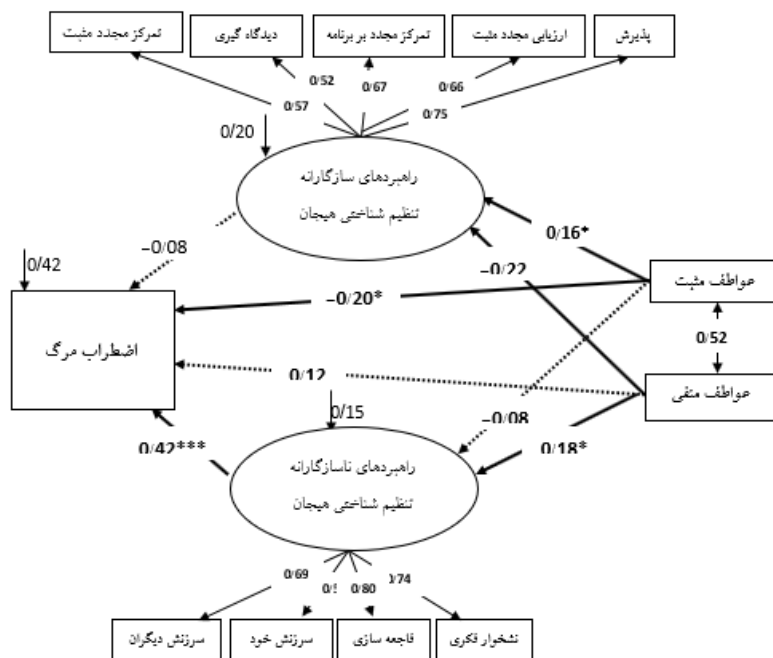 پذیرش
ارزیابی مجدد مثبت
تمرکز مجدد بر برنامه
دیدگاه گیری
تمرکز مجدد مثبت
0/57
0/52
0/67
0/66
0/75
0/20
راهبردهای سازگارانه
تنظیم شناختی هیجان
0/16*
−0/08
−0/22
0/42
−0/20*
عواطف مثبت
اضطراب مرگ
0/52
0/12
عواطف منفی
0/15
−0/08
0/42***
0/18*
راهبردهای ناسازگارانه
تنظیم شناختی هیجان
0/69
0/80
0/74
نشخوار فکری
فاجعه سازی
سرزنش خود
سرزنش دیگران